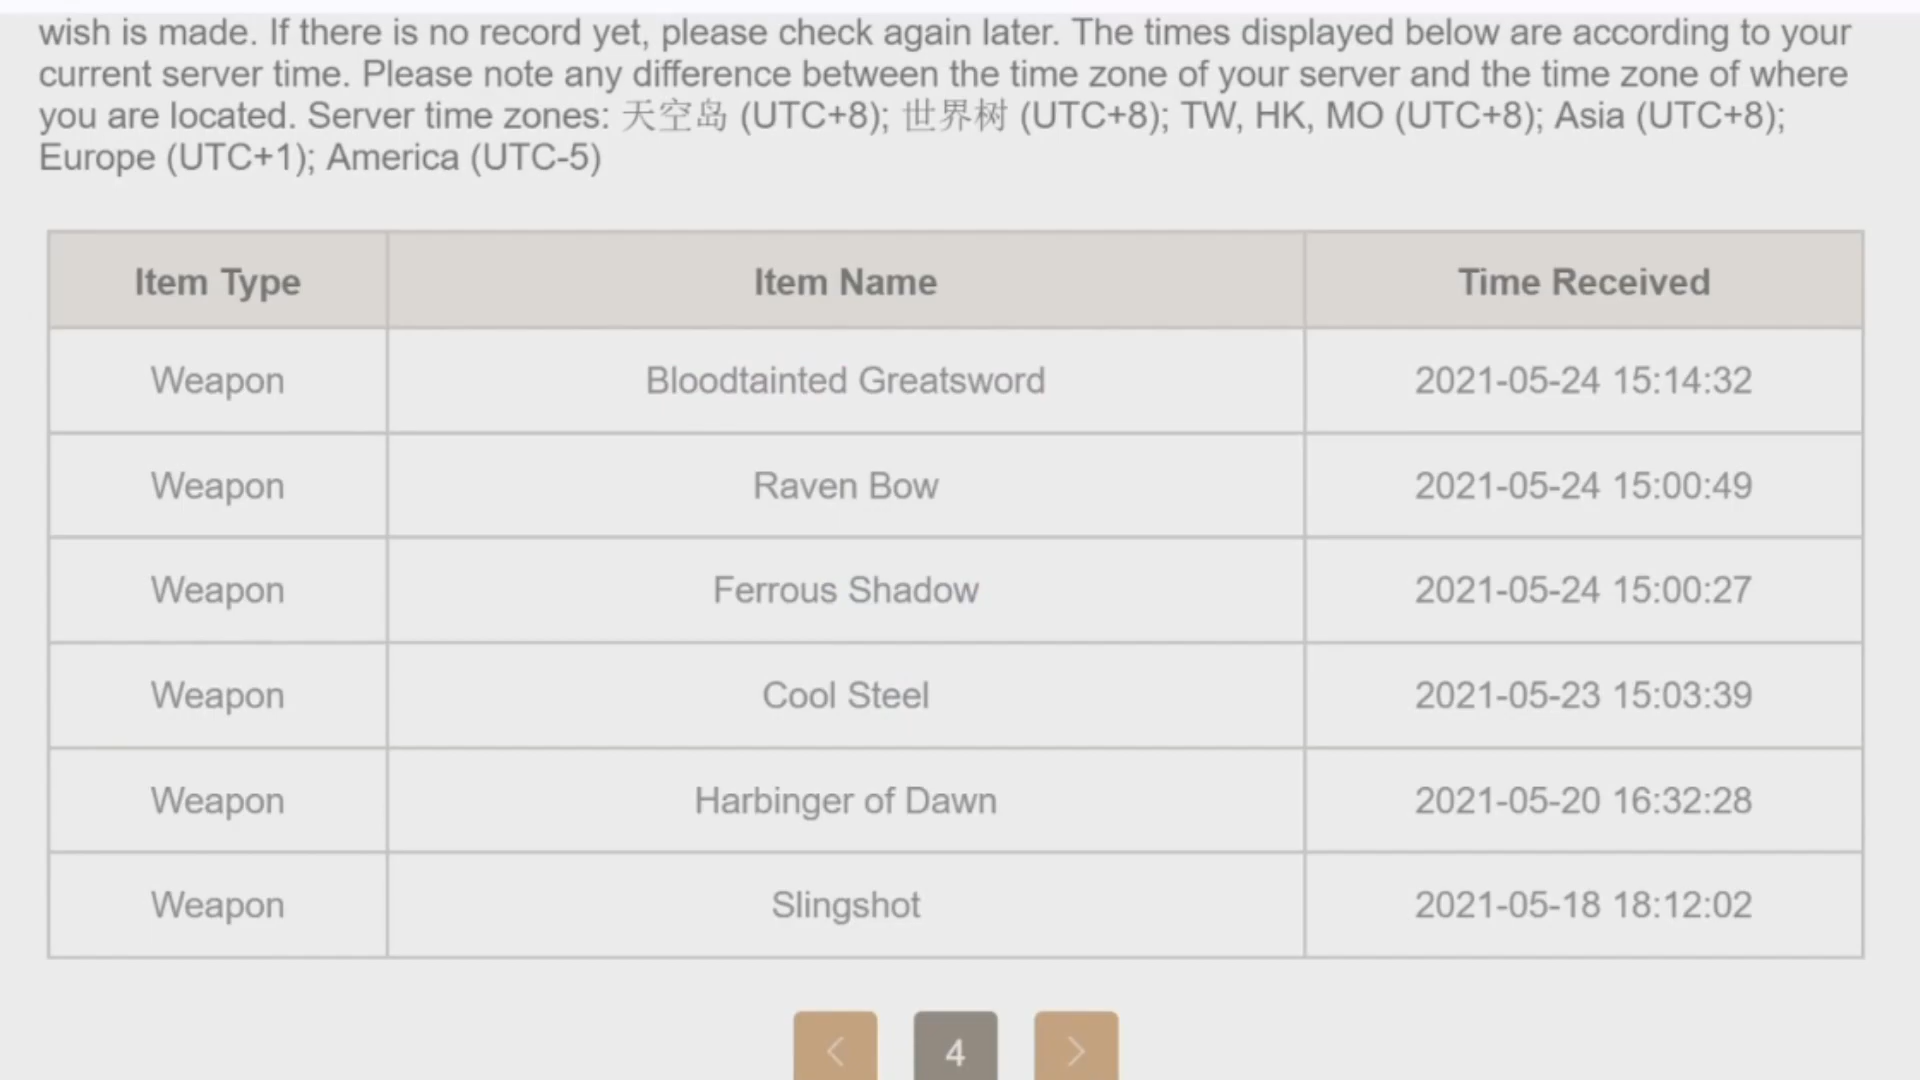 wish is made. If there is no record yet, please check again later. The times displayed below are according to your
current server time. Please note any difference between the time zone of your server and the time zone of where
you are located. Server time zones: 天空岛 (UTC+8); 世界树 (UTC+8); TW, HK, MO (UTC+8); Asia (UTC+8);
Europe (UTC+1); America (UTC-5)
Item Type Item Name Time Received
Weapon Bloodtainted Greatsword 2021-05-24 15:14:32
Weapon Raven Bow 2021-05-24 15:00:49
Weapon Ferrous Shadow 2021-05-24 15:00:27
Weapon Cool Steel 2021-05-23 15:03:39
Weapon Harbinger of Dawn 2021-05-20 16:32:28
Weapon Slingshot 2021-05-18 18:12:02
4